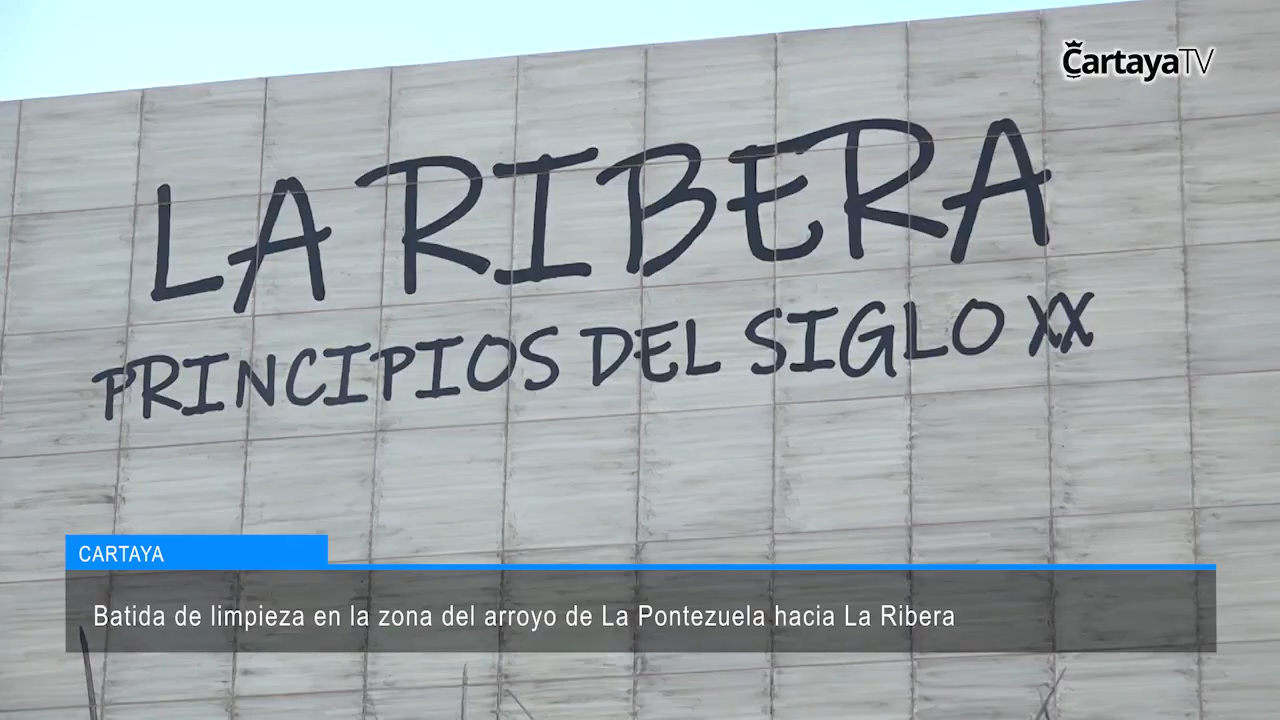 CartayaTV
LA RIBERA
PRINCIPIOS DEL SIGLO XX
CARTAYA
Batida de limpieza en la zona del arroyo de La Pontezuela hacia La Ribera